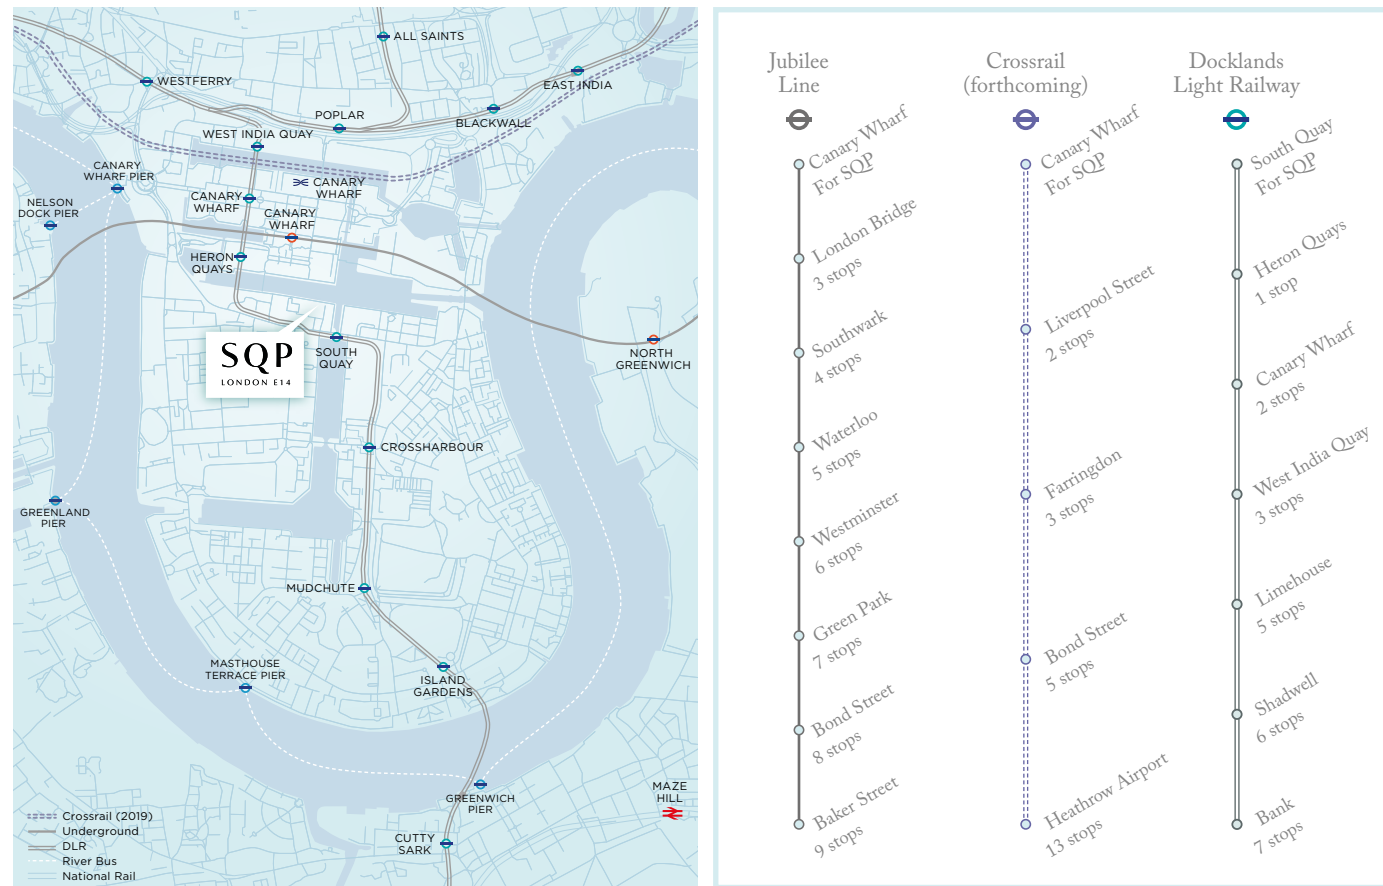 ALL SAINTS
WESTFERRY
EAST INDIA
POPLAR
BLACKWALL
WEST INDIA QUAY
CANARY
WHARF PIER
CANARY
WHARF
CANARY
WHARF
NELSON
DOCK PIER
CANARY
WHARF
HERON
QUAYS
SQP
LONDON E14
SOUTH
QUAY
NORTH
GREENWICH
CROSSHARBOUR
GREENLAND
PIER
MUDCHUTE
MASTHOUSE
TERRACE PIER
ISLAND
GARDENS
GREENWICH
PIER
MAZE
HILL
CUTTY
SARK
Crossrail (2019)
Underground
DLR
River Bus
National Rail
Jubilee
Line
Canary Wharf
For SQP
London Bridge
3 stops
Southwark
4 stops
Waterloo
5 stops
Westminster
6 stops
Green Park
7 stops
Bond Street
8 stops
Baker Street
9 stops
Crossrail
(forthcoming)
Canary Wharf
For SQP
Liverpool Street
2 stops
Farringdon
3 stops
Bond Street
5 stops
Heathrow Airport
13 stops
Docklands
Light Railway
South Quay
For SQP
Heron Quays
1 stop
Canary Wharf
2 stops
West India Quay
3 stops
Limehouse
5 stops
Shadwell
6 stops
Bank
7 stops